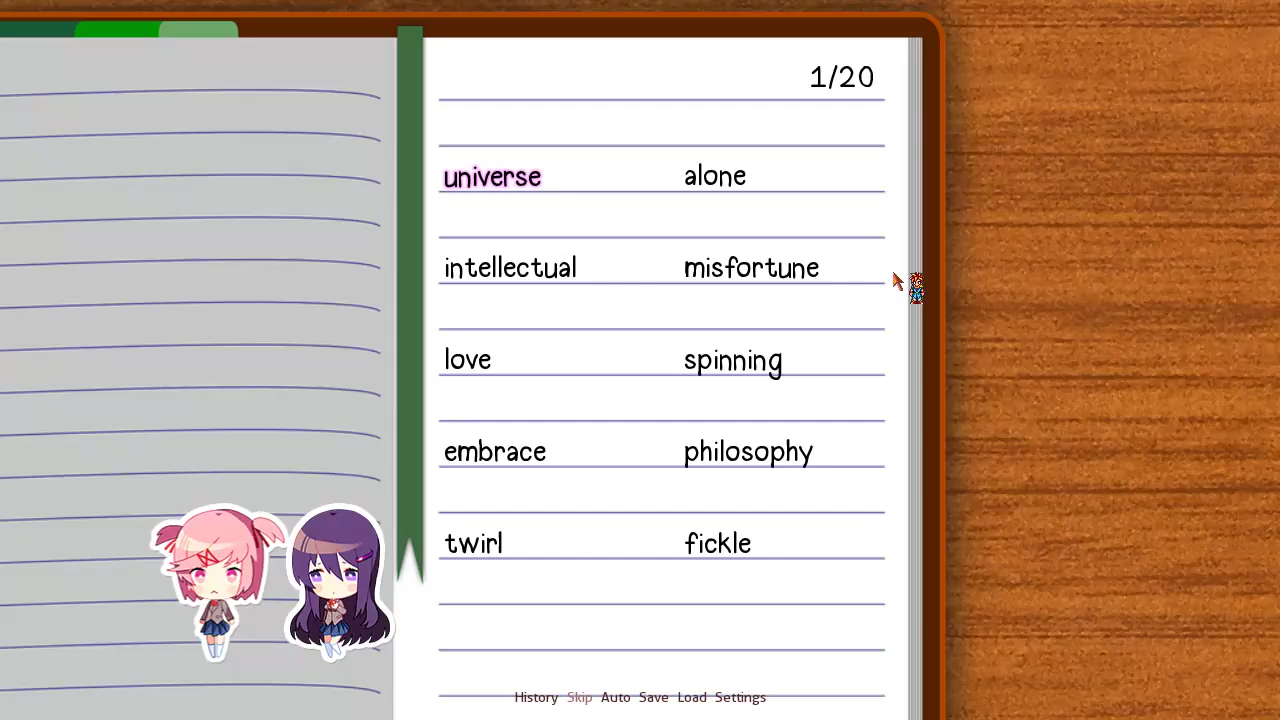 1/20
universe alone
intellectual misfortune
love spinning
embrace philosophy
twirl fickle
History Skip Auto Save Load Settings